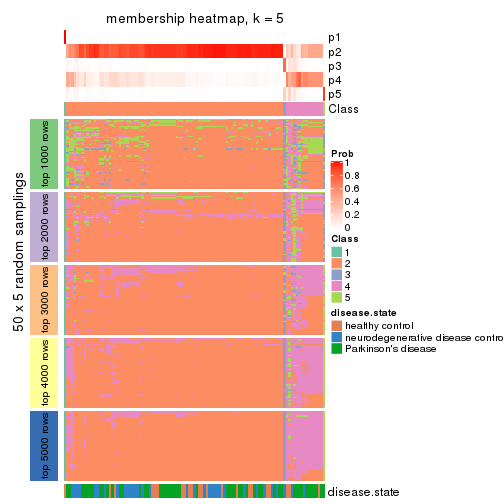 membership heatmap, k = 5
p1
p2
p3
p4
p5
Class
50 x 5 random samplings
top 1000 rows
top 2000 rows
top 3000 rows
top 4000 rows
top 5000 rows
Prob
1
0.8
0.6
0.4
0.2
0
Class
1
2
3
4
5
disease.state
healthy control
neurodegenerative disease contro
Parkinson's disease
disease.state